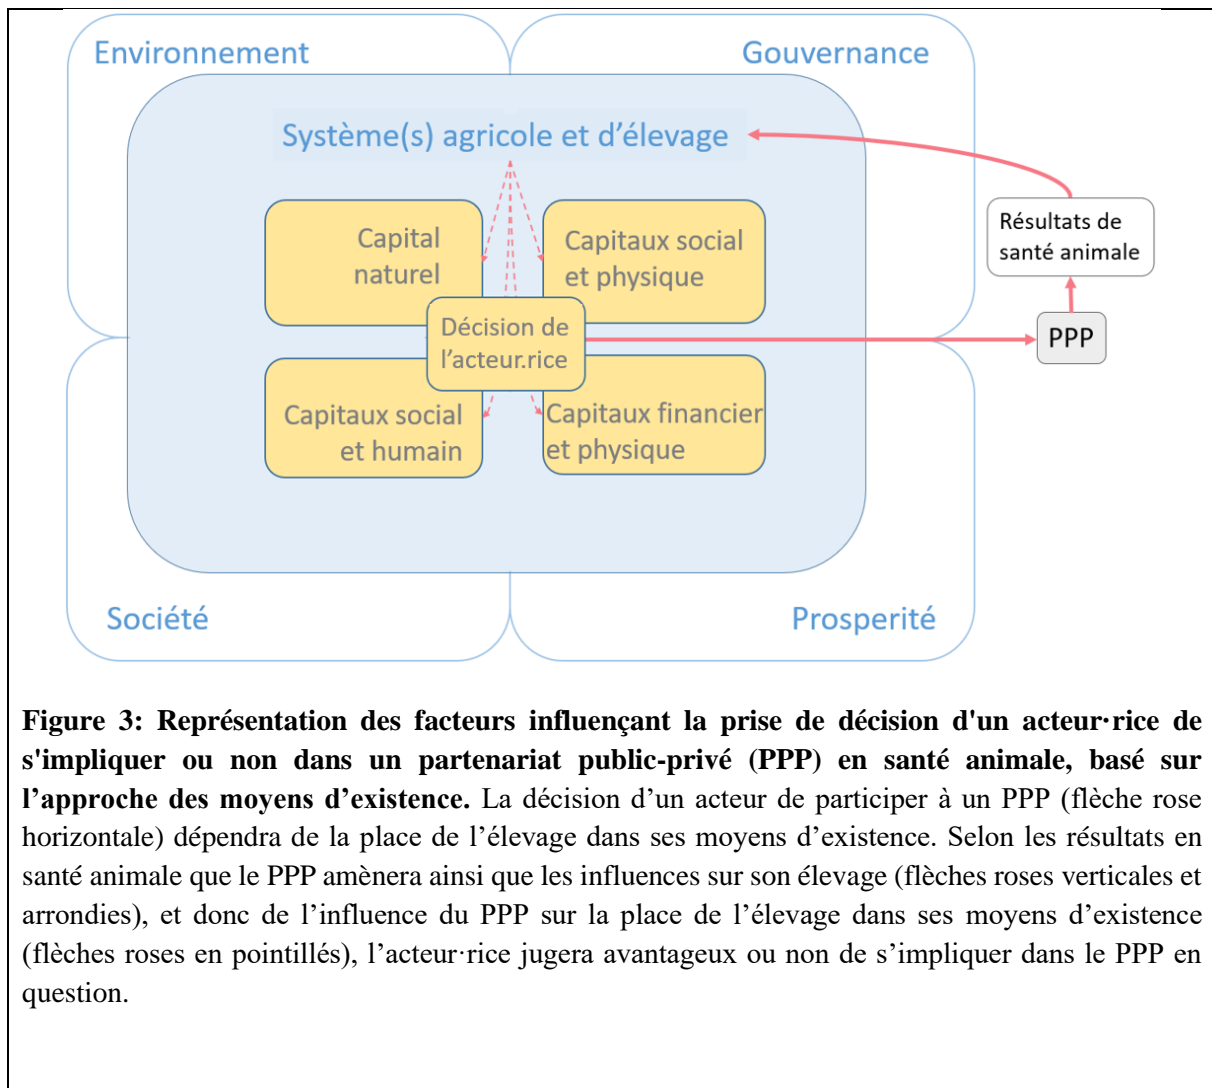 Environnement
Gouvernance
Système(s) agricole et d'élevage
Capital
naturel
Capitaux social
et physique
Résultats de
santé animale
Décision de
l'acteur.rice
PPP
Capitaux social
et humain
Capitaux financier
et physique
Société
Prosperité
Figure 3: Représentation des facteurs influençant la prise de décision d'un acteur·rice de
s'impliquer ou non dans un partenariat public-privé (PPP) en santé animale, basé sur
l’approche des moyens d’existence. La décision d’un acteur de participer à un PPP (flèche rose
horizontale) dépendra de la place de l’élevage dans ses moyens d’existence. Selon les résultats en
santé animale que le PPP amènera ainsi que les influences sur son élevage (flèches roses verticales et
arrondies), et donc de l’influence du PPP sur la place de l’élevage dans ses moyens d’existence
(flèches roses en pointillés), l’acteur·rice jugera avantageux ou non de s’impliquer dans le PPP en
question.